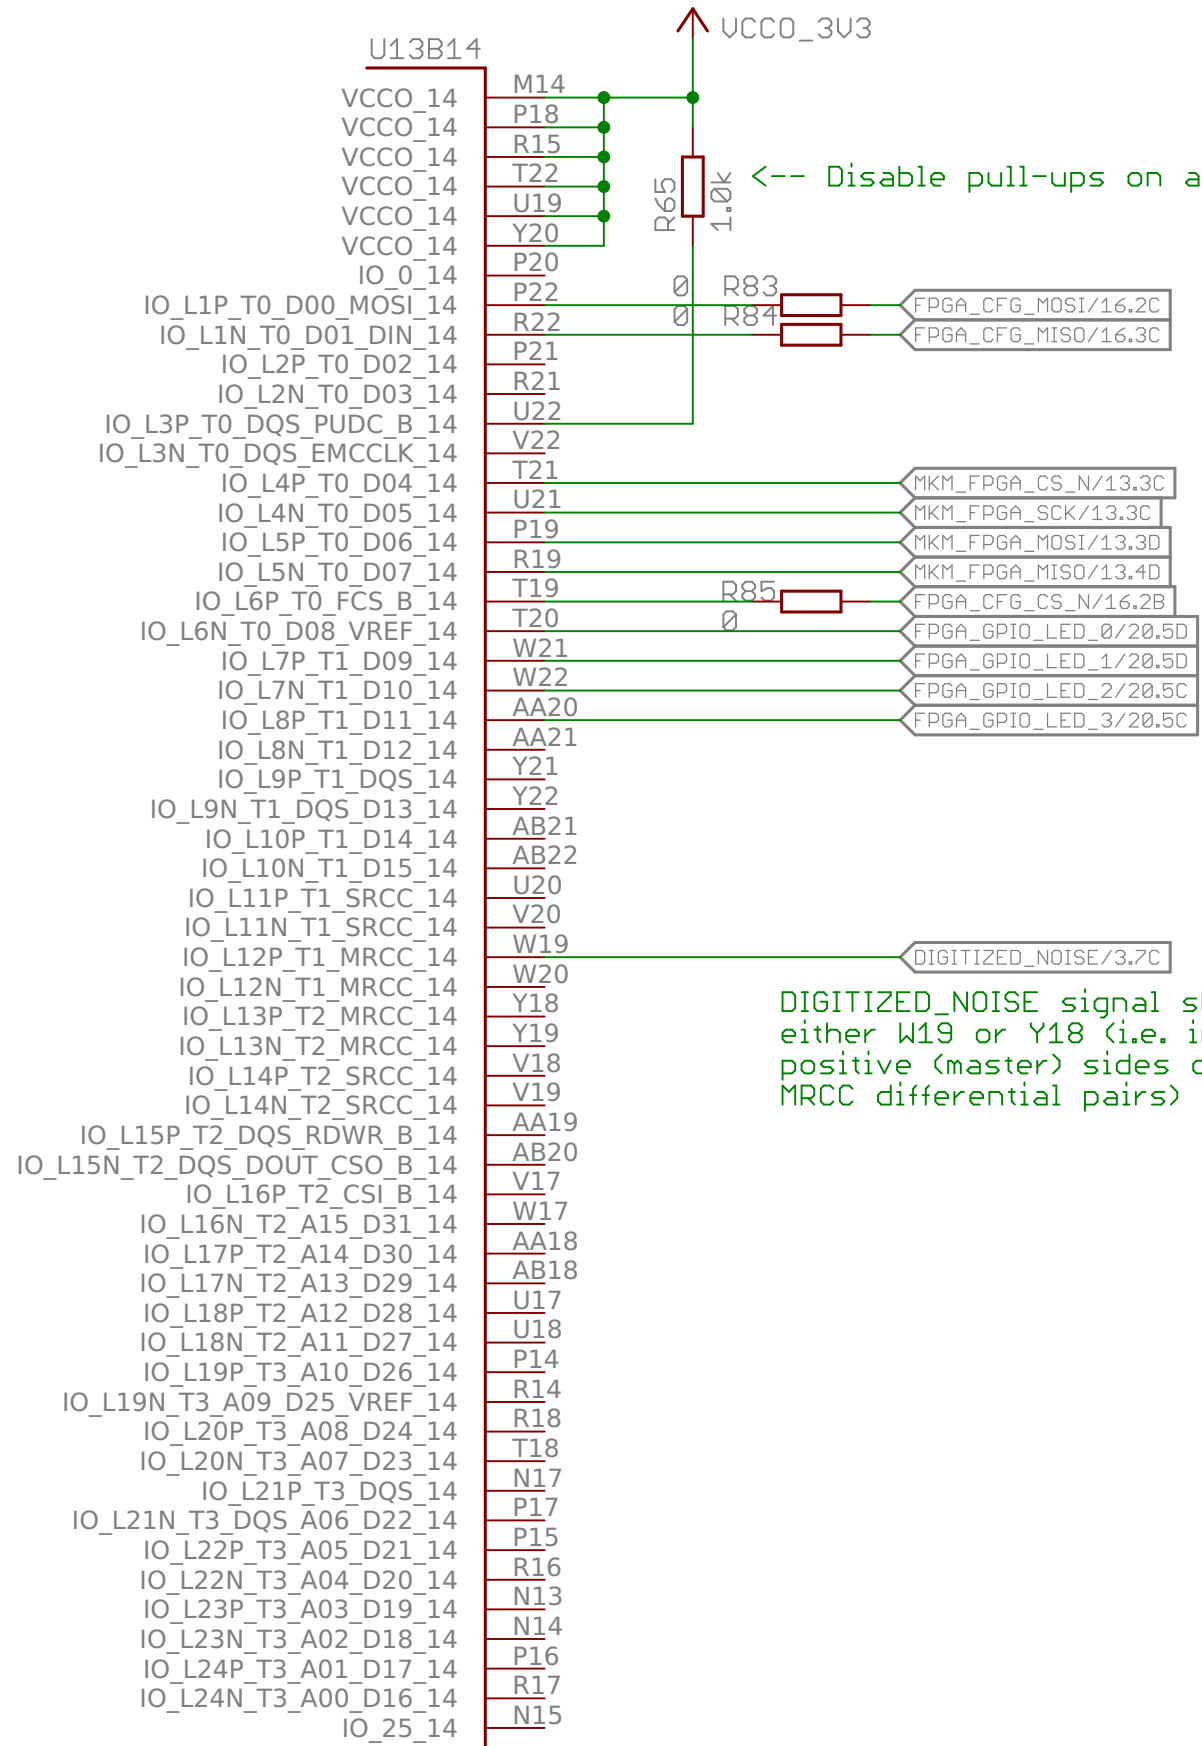 VCCO_3V3
U13B14
VCCO_14 M14
VCCO_14 P18
VCCO_14 R15
VCCO_14 T22
VCCO_14 U19
VCCO_14 Y20
R65 1.0k <-- Disable pull-ups on a
IO_0_14 P20
IO_L1P_T0_D00_MOSI_14 P22 0 R83 FPGA_CFG_MOSI/16.2C
IO_L1N_T0_D01_DIN_14 R22 0 R84 FPGA_CFG_MISO/16.3C
IO_L2P_T0_D02_14 P21
IO_L2N_T0_D03_14 R21
IO_L3P_T0_DQS_PUDC_B_14 U22
IO_L3N_T0_DQS_EMCCLK_14 V22
IO_L4P_T0_D04_14 T21 MKM_FPGA_CS_N/13.3C
IO_L4N_T0_D05_14 U21 MKM_FPGA_SCK/13.3C
IO_L5P_T0_D06_14 P19 MKM_FPGA_MOSI/13.3D
IO_L5N_T0_D07_14 R19 MKM_FPGA_MISO/13.4D
IO_L6P_T0_FCS_B_14 T19 R85 0 FPGA_CFG_CS_N/16.2B
IO_L6N_T0_D08_VREF_14 T20 FPGA_GPIO_LED_0/20.5D
IO_L7P_T1_D09_14 W21 FPGA_GPIO_LED_1/20.5D
IO_L7N_T1_D10_14 W22 FPGA_GPIO_LED_2/20.5C
IO_L8P_T1_D11_14 AA20 FPGA_GPIO_LED_3/20.5C
IO_L8N_T1_D12_14 AA21
IO_L9P_T1_DQS_14 Y21
IO_L9N_T1_DQS_D13_14 Y22
IO_L10P_T1_D14_14 AB21
IO_L10N_T1_D15_14 AB22
IO_L11P_T1_SRCC_14 U20
IO_L11N_T1_SRCC_14 V20
IO_L12P_T1_MRCC_14 W19 DIGITIZED_NOISE/3.7C
IO_L12N_T1_MRCC_14 W20
IO_L13P_T2_MRCC_14 Y18
IO_L13N_T2_MRCC_14 Y19
IO_L14P_T2_SRCC_14 V18
IO_L14N_T2_SRCC_14 V19
IO_L15P_T2_DQS_RDWR_B_14 AA19
IO_L15N_T2_DQS_DOUT_CSO_B_14 AB20
IO_L16P_T2_CSI_B_14 V17
IO_L16N_T2_A15_D31_14 W17
IO_L17P_T2_A14_D30_14 AA18
IO_L17N_T2_A13_D29_14 AB18
IO_L18P_T2_A12_D28_14 U17
IO_L18N_T2_A11_D27_14 U18
IO_L19P_T3_A10_D26_14 P14
IO_L19N_T3_A09_D25_VREF_14 R14
IO_L20P_T3_A08_D24_14 R18
IO_L20N_T3_A07_D23_14 T18
IO_L21P_T3_DQS_14 N17
IO_L21N_T3_DQS_A06_D22_14 P17
IO_L22P_T3_A05_D21_14 P15
IO_L22N_T3_A04_D20_14 R16
IO_L23P_T3_A03_D19_14 N13
IO_L23N_T3_A02_D18_14 N14
IO_L24P_T3_A01_D17_14 P16
IO_L24N_T3_A00_D16_14 R17
IO_25_14 N15
DIGITIZED_NOISE signal
either W19 or Y18 (i.e.
positive (master) sides
MRCC differential pairs)